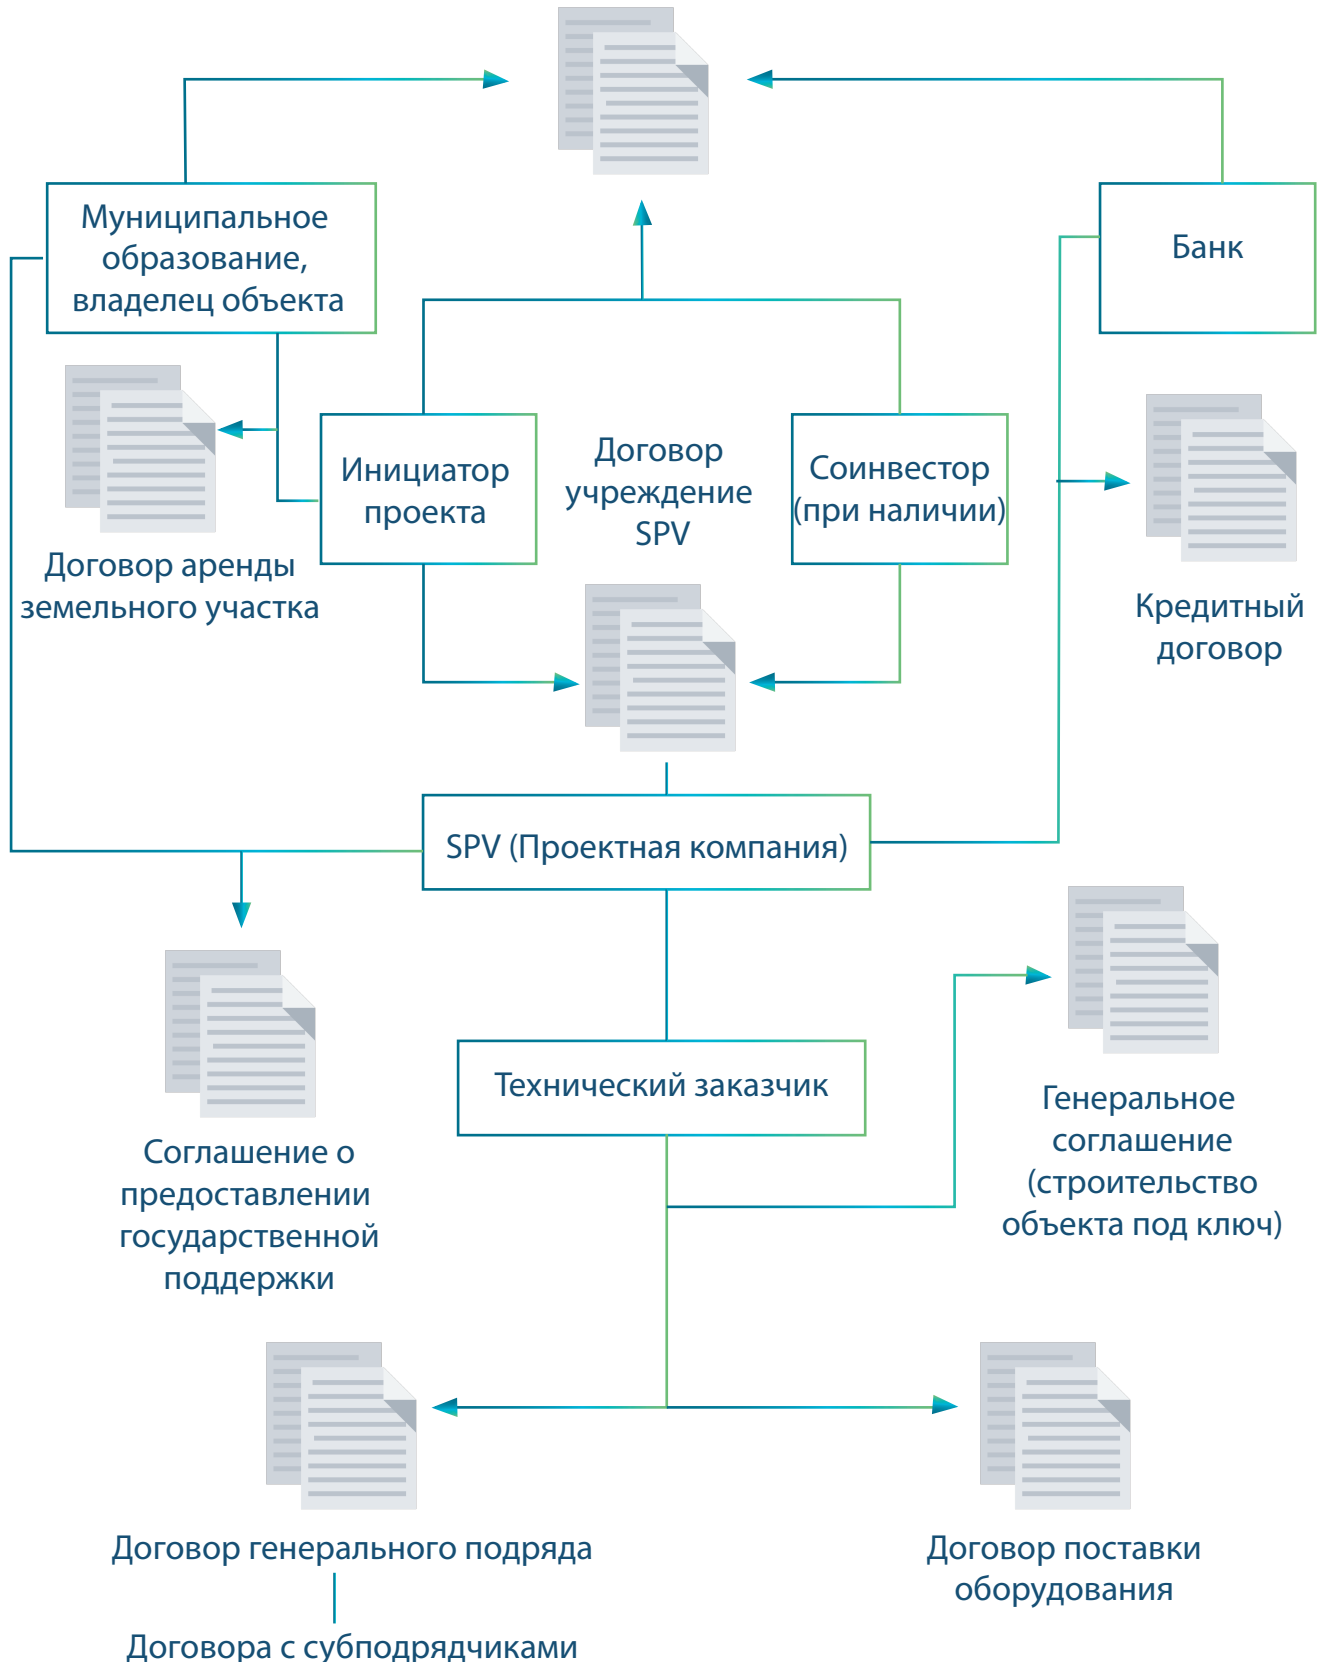 Муниципальное
образование,
владелец объекта
Банк
Инициатор
проекта
Договор
учреждение
SPV
Соинвестор
(при наличии)
Договор аренды
земельного участка
Кредитный
договор
SPV (Проектная компания)
Технический заказчик
Генеральное
соглашение
(строительство
объекта под ключ)
Соглашение о
предоставлении
государственной
поддержки
Договор генерального подряда
Договора с субподрядчиками
Договор поставки
оборудования